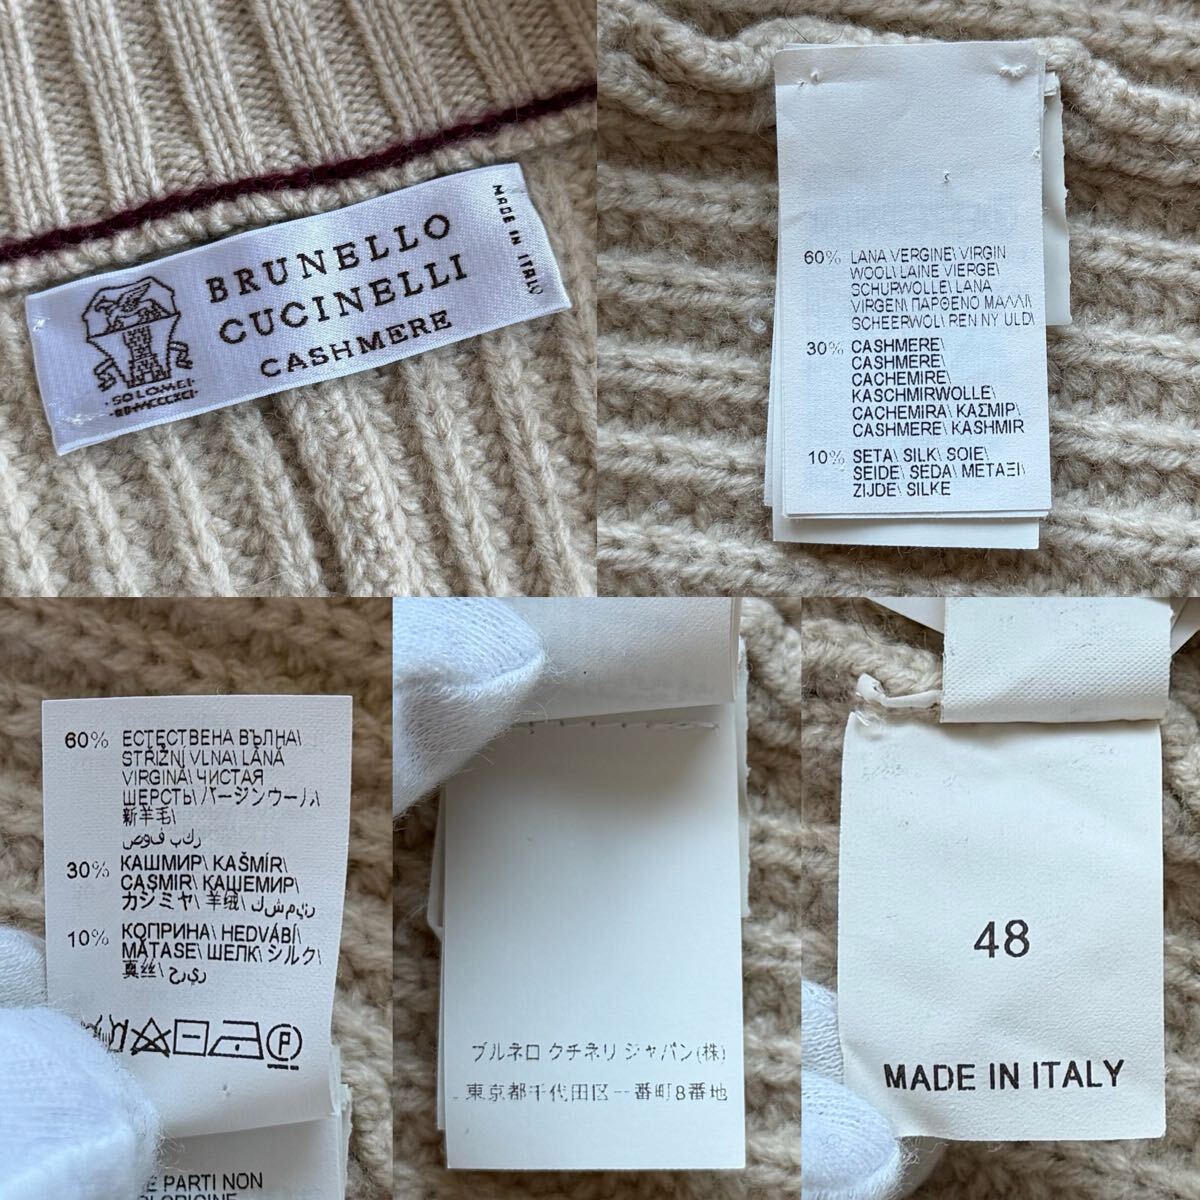 BRUNELLO
CUCINELLI
CASHMERE
MADE IN ITALY
SOLOMEI
60% LANA VERGINE\ VIRGIN
WOOL\ LAINE VIERGE\
SCHURWOLLE\ LANA
VIRGEN\ ΠΑΡΘΕΝΟ ΜΑΛΛΙ\
SCHEERWOL\ REN NY ULD\
30% CASHMERE\
CASHMERE\
CACHEMIRE\
KASCHMIRWOLLE\
CACHEMIRA\ ΚΑΣΜΙΡ\
CASHMERE\ KASHMIR
10% SETA\ SILK\ SOIE\
SEIDE\ SEDA\ ΜΕΤΑΞΙ\
ZIJDE\ SILKE
60% ЕСТЕСТВЕНА ВЪЛНА\
STŘIŽNÍ VLNA\ LÂNĂ
VIRGINĂ\ ЧИСТАЯ
ШЕРСТЬ\ バージンウール\
新羊毛\
30% КАШМИР\ KAŠMÍR\
CAŞMIR\ КАШЕМИР\
カシミヤ\ 羊绒\ كشمير
10% КОПРИНА\ HEDVÁBÍ\
MĂTASE\ ШЕЛК\ シルク\
真丝\ حرير
P
PARTI NON
ブルネロ クチネリ ジャパン(株)
東京都千代田区一番町8番地
48
MADE IN ITALY